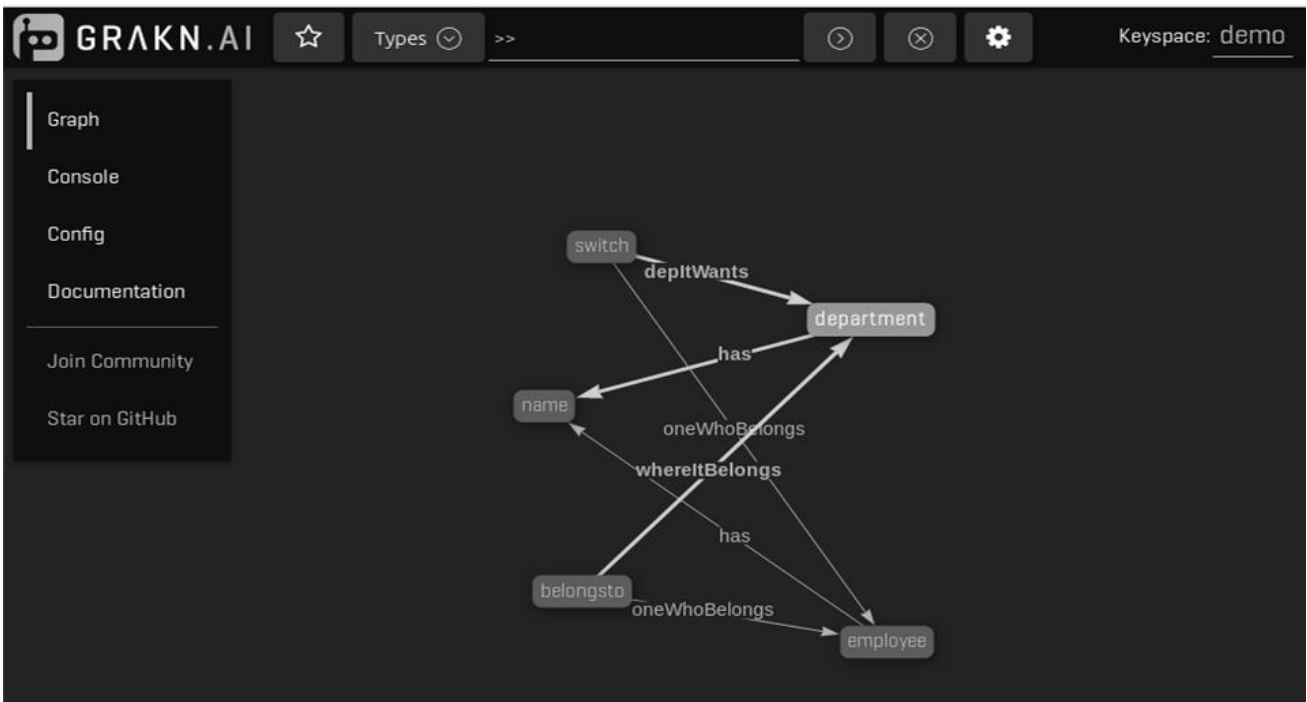 GRAKN.AI Types >> Keyspace: demo
Graph
Console
Config
Documentation
Join Community
Star on GitHub
switch
depItWants
department
has
name
oneWhoBelongs
whereItBelongs
has
belongsto
oneWhoBelongs
employee